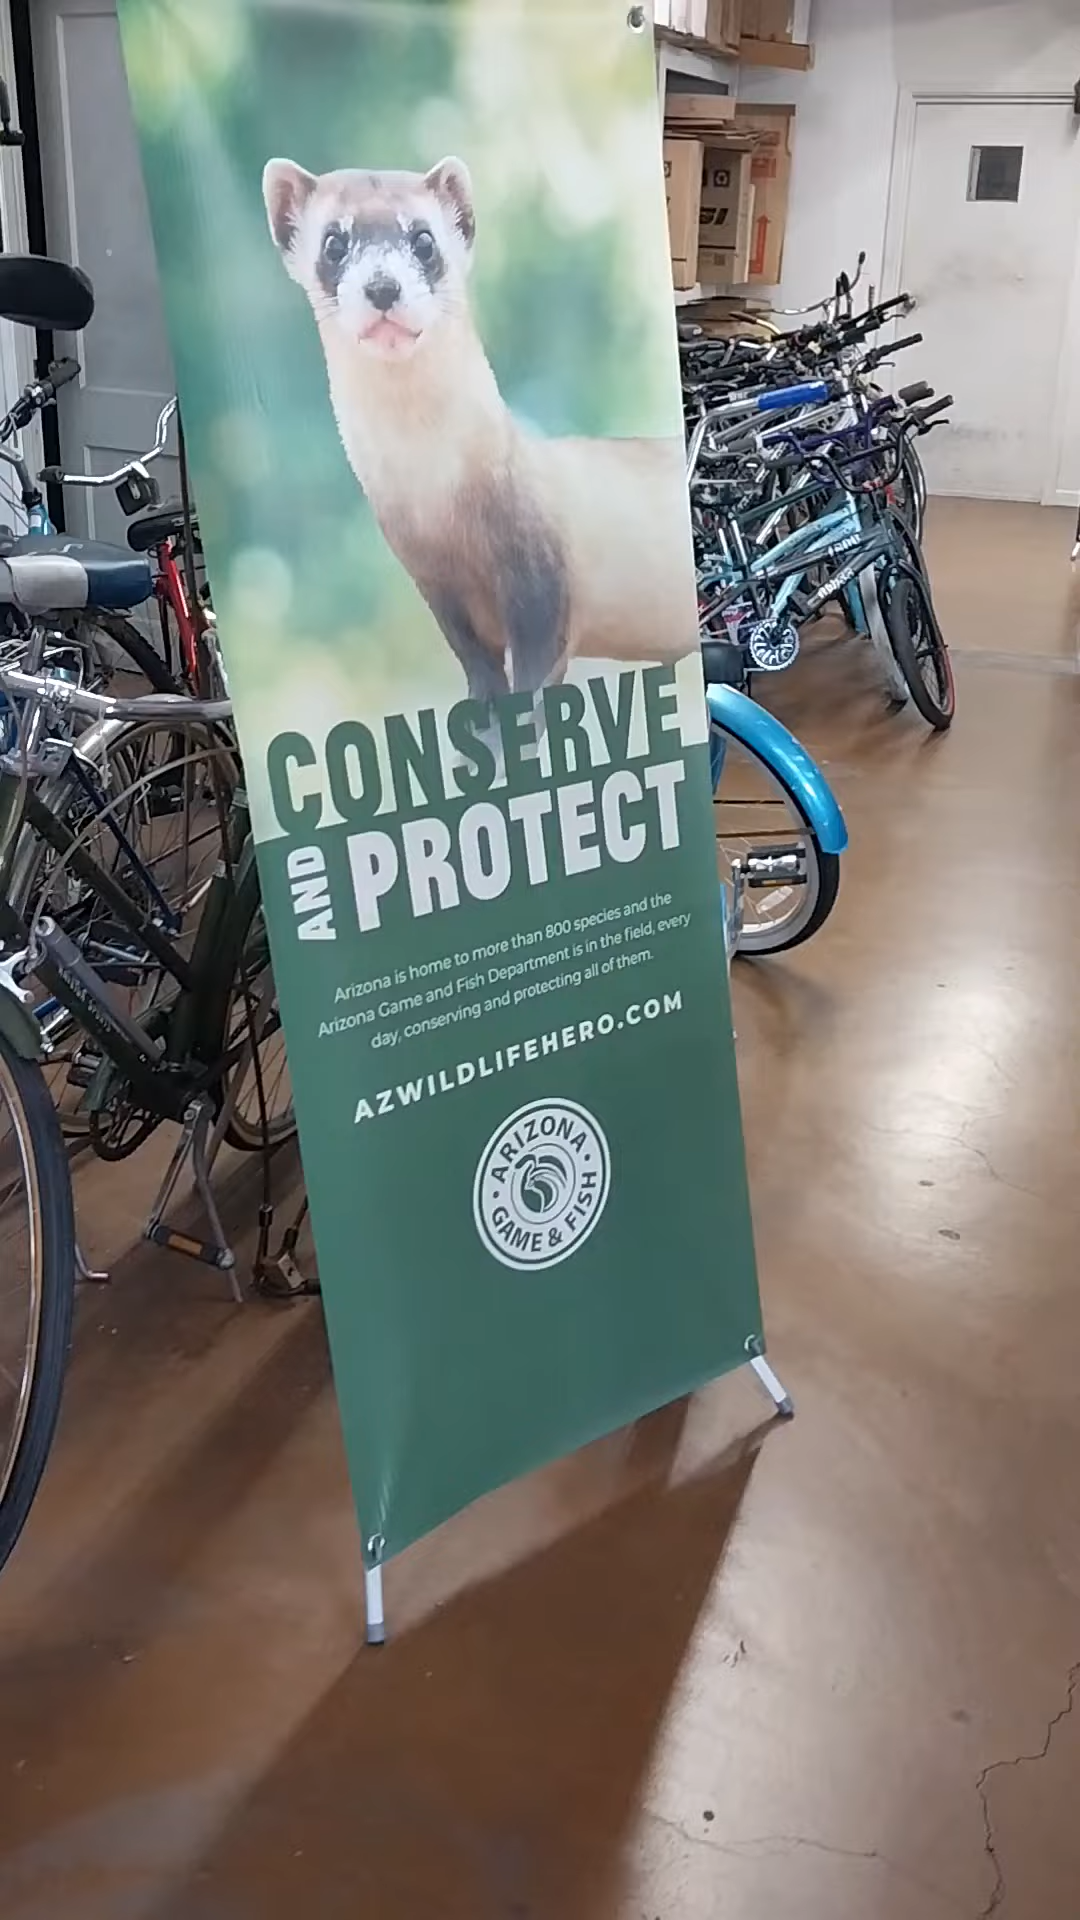 CONSERVE
AND PROTECT
Arizona is home to more than 800 species and the
Arizona Game and Fish Department is in the field, every
day, conserving and protecting all of them.
AZWILDLIFEHERO.COM
• ARIZONA •
GAME & FISH